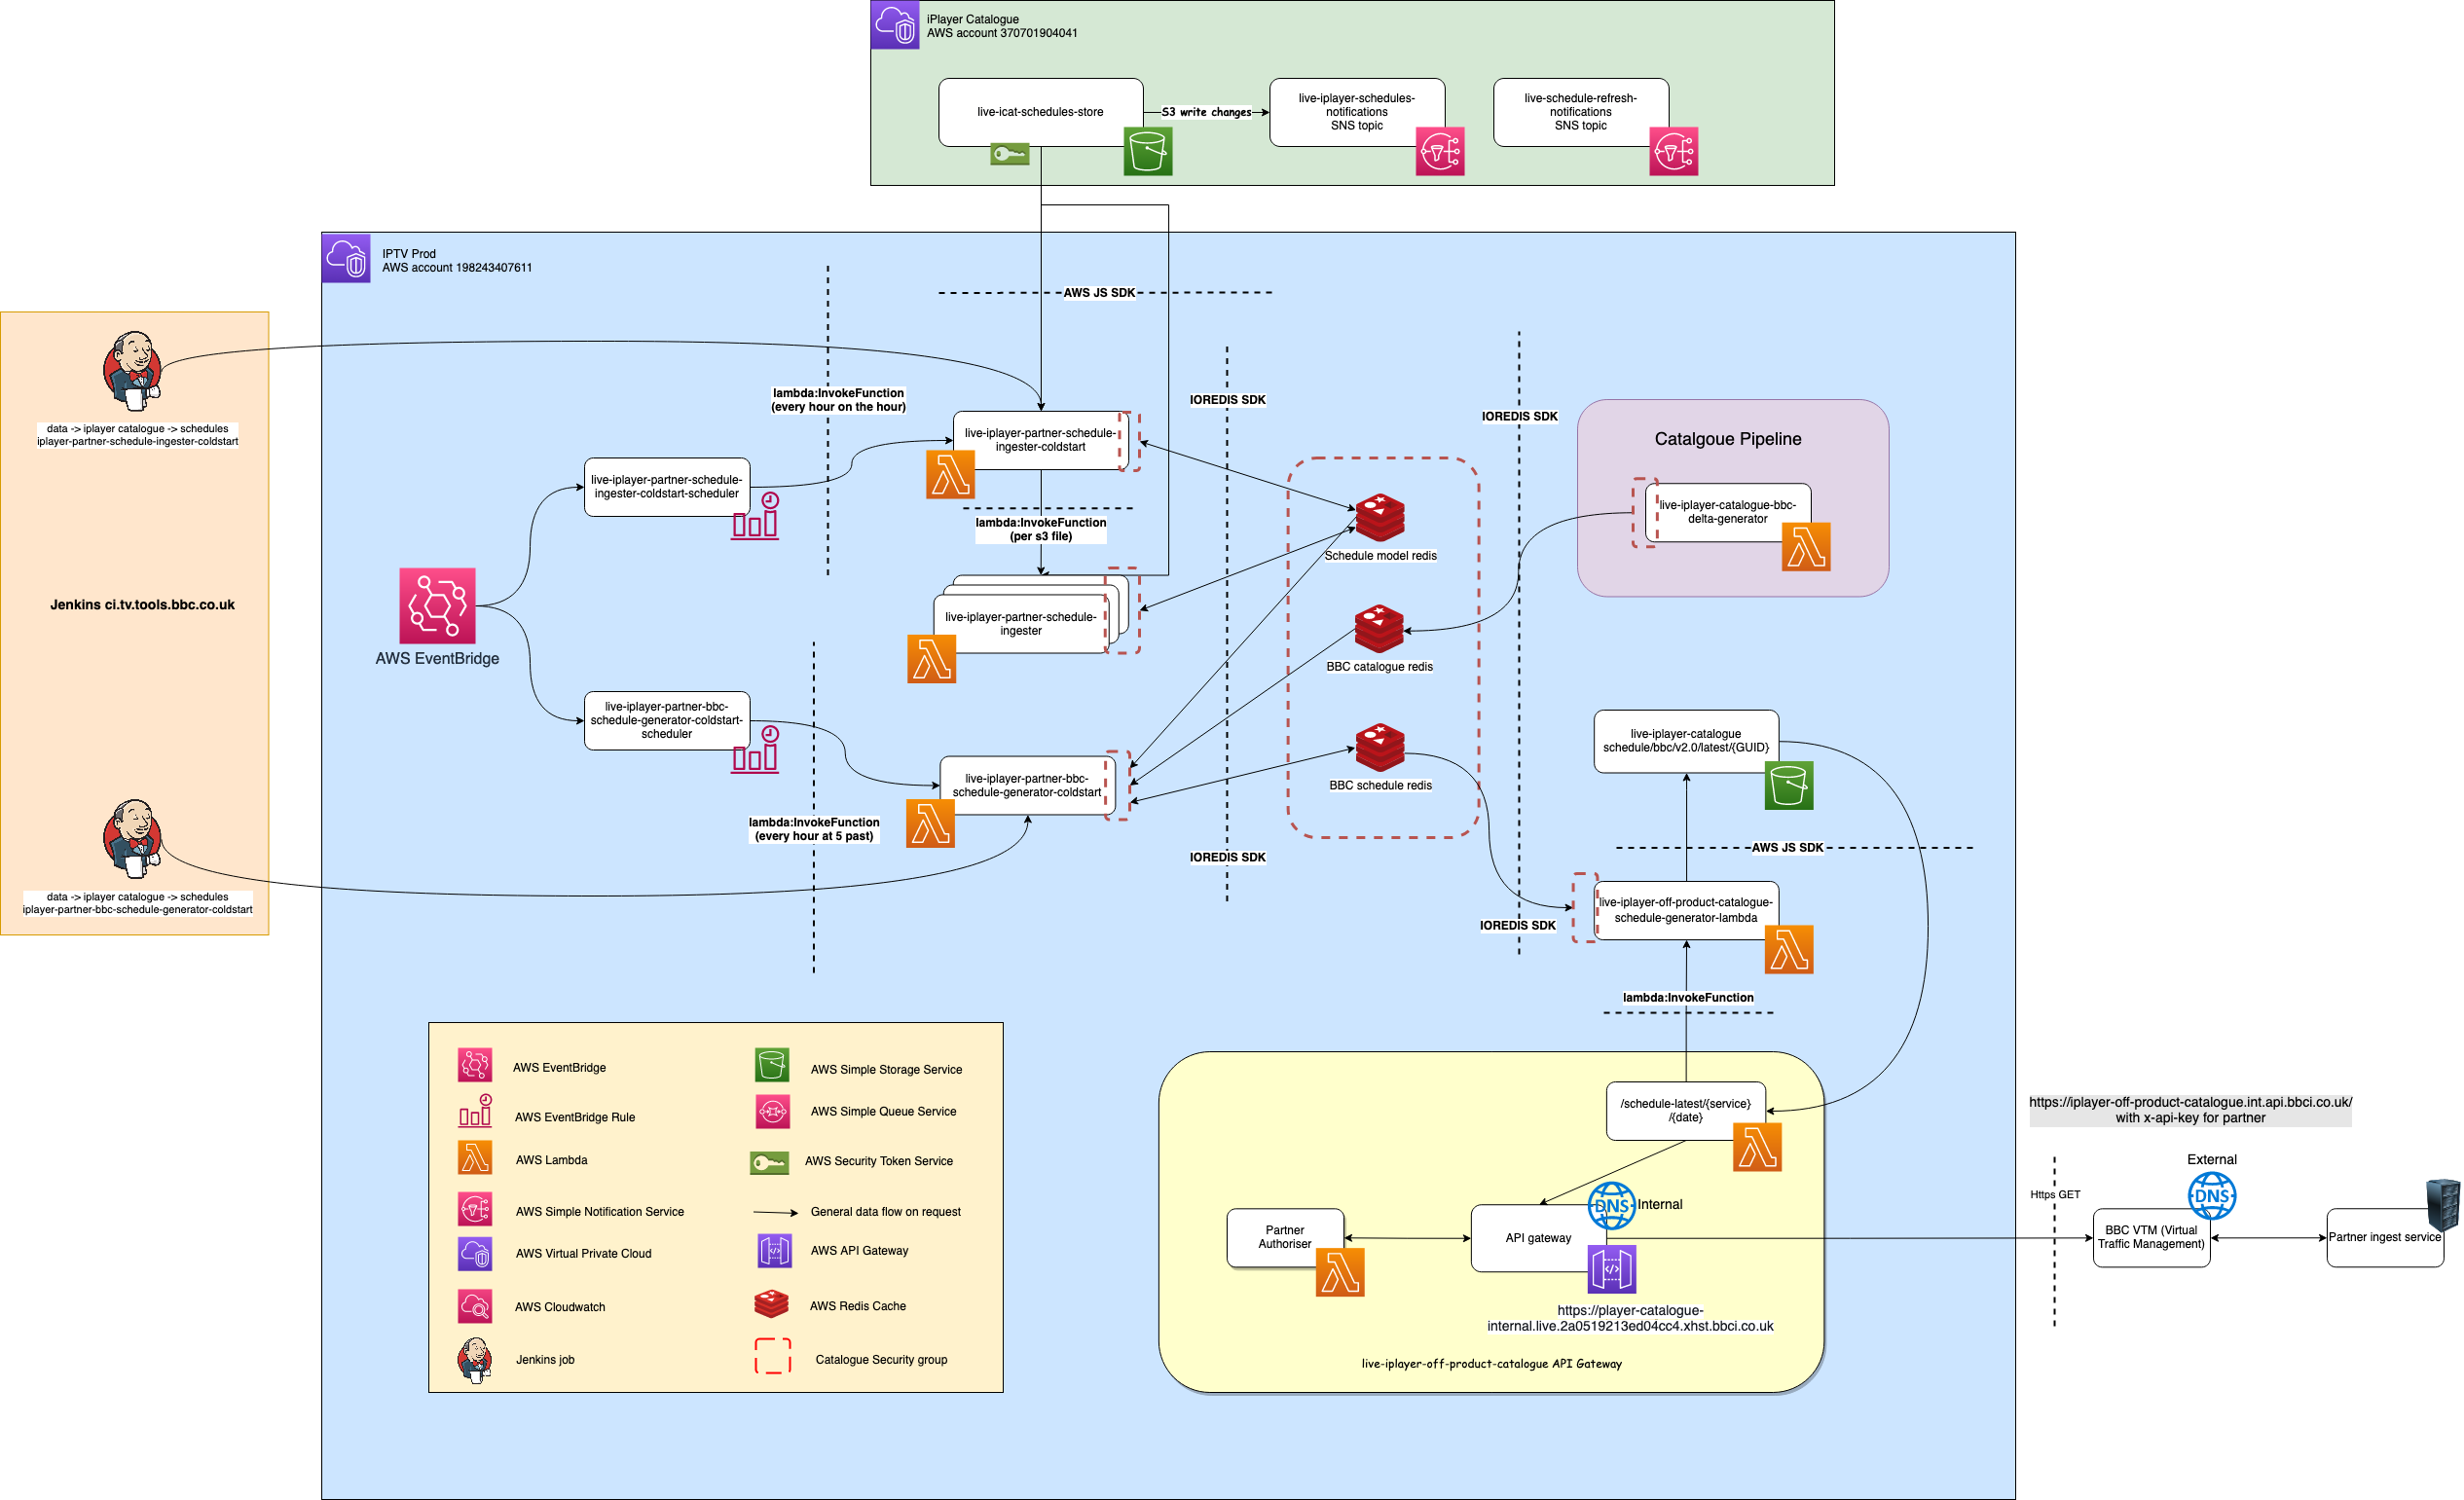 iPlayer Catalogue
AWS account 370701904041
live-icat-schedules-store
S3 write changes
live-iplayer-schedules-
notifications
SNS topic
live-schedule-refresh-
notifications
SNS topic
IPTV Prod
AWS account 198243407611
AWS JS SDK
data -> iplayer catalogue -> schedules
iplayer-partner-schedule-ingester-coldstart
Jenkins ci.tv.tools.bbc.co.uk
data -> iplayer catalogue -> schedules
iplayer-partner-bbc-schedule-generator-coldstart
lambda:InvokeFunction
(every hour on the hour)
IOREDIS SDK
IOREDIS SDK
live-iplayer-partner-schedule-
ingester-coldstart
Catalgoue Pipeline
live-iplayer-partner-schedule-
ingester-coldstart-scheduler
live-iplayer-catalogue-bbc-
delta-generator
lambda:InvokeFunction
(per s3 file)
Schedule model redis
live-iplayer-partner-schedule-
ingester
AWS EventBridge
BBC catalogue redis
live-iplayer-partner-bbc-
schedule-generator-coldstart-
scheduler
live-iplayer-catalogue
schedule/bbc/v2.0/latest/{GUID}
live-iplayer-partner-bbc-
schedule-generator-coldstart
BBC schedule redis
lambda:InvokeFunction
(every hour at 5 past)
AWS JS SDK
IOREDIS SDK
live-iplayer-off-product-catalogue-
schedule-generator-lambda
IOREDIS SDK
lambda:InvokeFunction
AWS EventBridge
AWS Simple Storage Service
AWS EventBridge Rule
AWS Simple Queue Service
AWS Lambda
AWS Security Token Service
AWS Simple Notification Service
General data flow on request
AWS Virtual Private Cloud
AWS API Gateway
AWS Cloudwatch
AWS Redis Cache
Jenkins job
Catalogue Security group
/schedule-latest/{service}
/{date}
DNS
Internal
Partner
Authoriser
API gateway
https://player-catalogue-
internal.live.2a0519213ed04cc4.xhst.bbci.co.uk
live-iplayer-off-product-catalogue API Gateway
https://iplayer-off-product-catalogue.int.api.bbci.co.uk/
with x-api-key for partner
External
Https GET
DNS
BBC VTM (Virtual
Traffic Management)
Partner ingest service